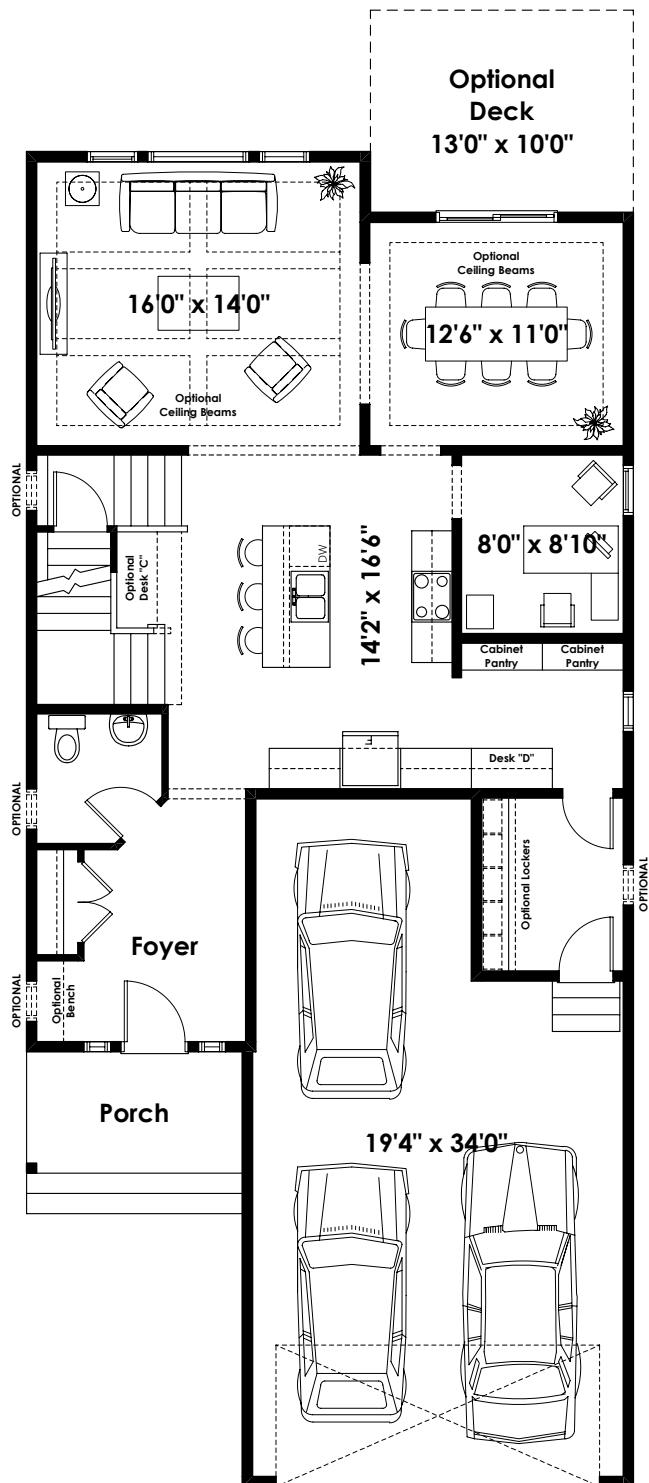 Optional
Deck
13'0" x 10'0"
Optional
Ceiling Beams
16'0" x 14'0"
12'6" x 11'0"
Optional
Ceiling Beams
OPTIONAL
Optional
Desk "C"
DW
14'2" x 16'6"
8'0" x 8'10"
Cabinet
Pantry
Cabinet
Pantry
F
Desk "D"
OPTIONAL
Optional Lockers
OPTIONAL
Foyer
OPTIONAL
Optional
Bench
Porch
19'4" x 34'0"